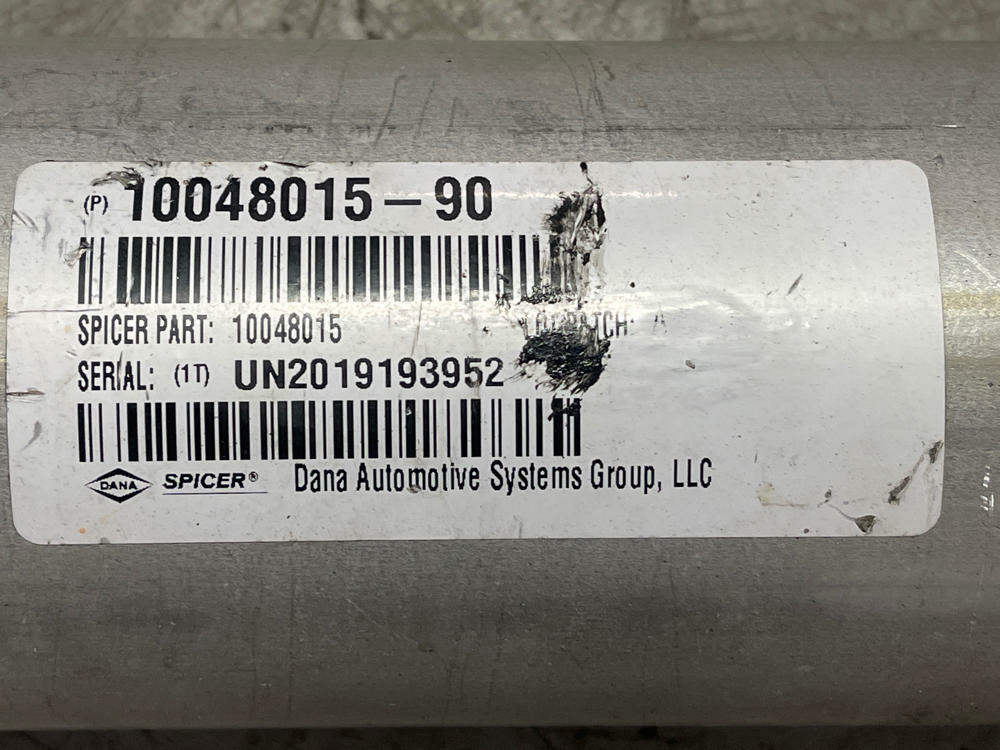 (P) 10048015-90
SPICER PART: 10048015
SERIAL: (1T) UN2019193952
DANA SPICER® Dana Automotive Systems Group, LLC